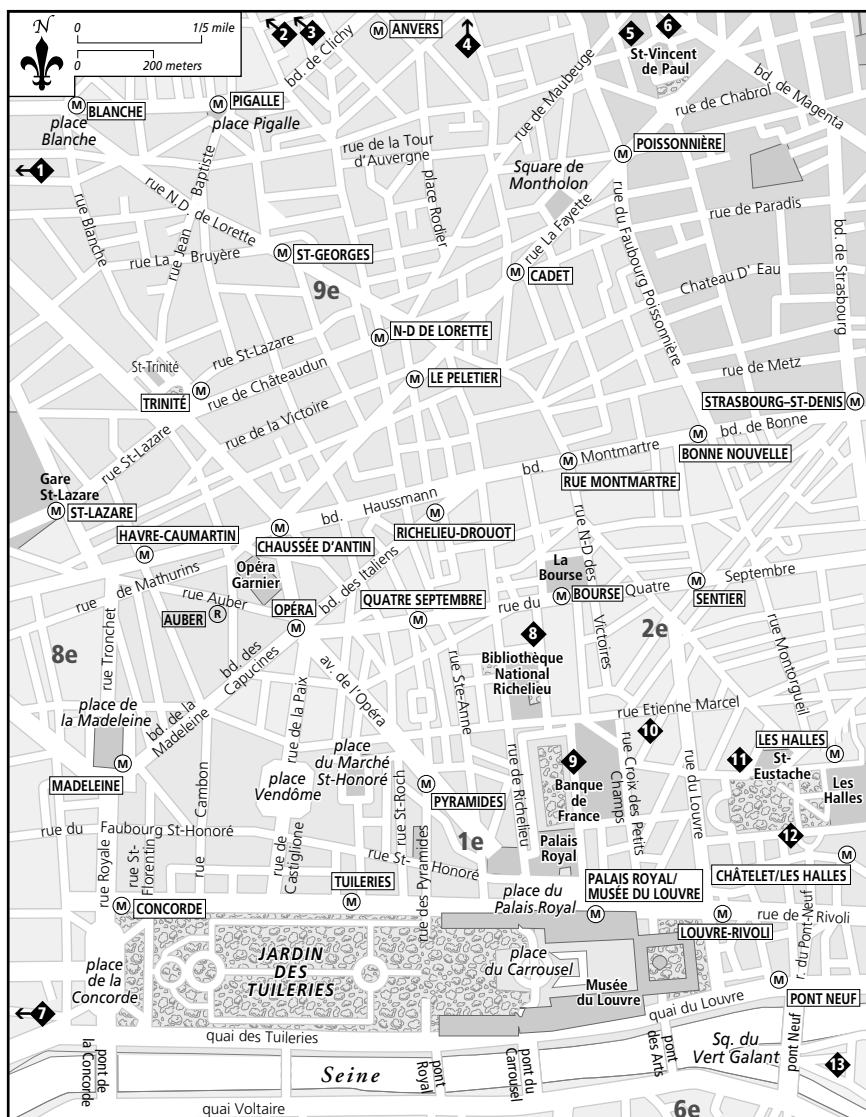 N
0 1/5 mile
0 200 meters
2
3
ANVERS
4
5
6
St-Vincent
de Paul
bd. de Clichy
BLANCHE
PIGALLE
place
Blanche
place Pigalle
rue de Maubeuge
rue de Chabrol
bd. de Magenta
1
rue de la Tour
d'Auvergne
POISSONNIÈRE
Square de
Montholon
rue N.D. de Lorette
rue Jean Baptiste
place Rodier
rue Blanche
rue La Bruyère
rue La Fayette
rue du Faubourg Poissonnière
rue de Paradis
bd. de Strasbourg
ST-GEORGES
CADET
Chateau D' Eau
9e
N-D DE LORETTE
St-Trinité
rue St-Lazare
rue de Châteaudun
LE PELETIER
rue de Metz
TRINITÉ
rue de la Victoire
STRASBOURG–ST-DENIS
rue St-Lazare
bd. de Bonne
BONNE NOUVELLE
bd. Montmartre
RUE MONTMARTRE
Gare
St-Lazare
ST-LAZARE
bd. Haussmann
HAVRE-CAUMARTIN
CHAUSSÉE D'ANTIN
RICHELIEU-DROUOT
rue N-D des Victoires
Opéra
Garnier
La
Bourse
bd. des Italiens
rue de Mathurins
rue Auber
AUBER
R
OPÉRA
QUATRE SEPTEMBRE
rue du Quatre Septembre
BOURSE
SENTIER
8e
rue Tronchet
bd. des
Capucines
8
Bibliothèque
National
Richelieu
2e
rue Montorgueil
av. de l'Opéra
rue Ste-Anne
place de
la Madeleine
bd. de la
Madeleine
rue de la Paix
rue Etienne Marcel
10
place
du Marché
St-Honoré
LES HALLES
MADELEINE
rue Cambon
place
Vendôme
rue St-Roch
PYRAMIDES
rue de Richelieu
9
Banque
de
France
rue Croix des Petits
Champs
rue du Louvre
11
St-
Eustache
Les
Halles
rue du Faubourg St-Honoré
1e
Palais
Royal
12
rue Royale
rue St-
Florentin
rue de
Castiglione
rue St-Honoré
rue des Pyramides
TUILERIES
PALAIS ROYAL/
MUSÉE DU LOUVRE
CHÂTELET/LES HALLES
CONCORDE
place du
Palais-Royal
LOUVRE-RIVOLI
rue de Rivoli
r. du Pont-Neuf
place
de la
Concorde
JARDIN
DES
TUILERIES
place
du Carrousel
Musée
du Louvre
7
PONT NEUF
quai des Tuileries
quai du Louvre
pont de
la Concorde
Seine
pont
Royal
pont du
Carrousel
pont
des Arts
Sq. du
Vert Galant
pont Neuf
13
quai Voltaire
6e